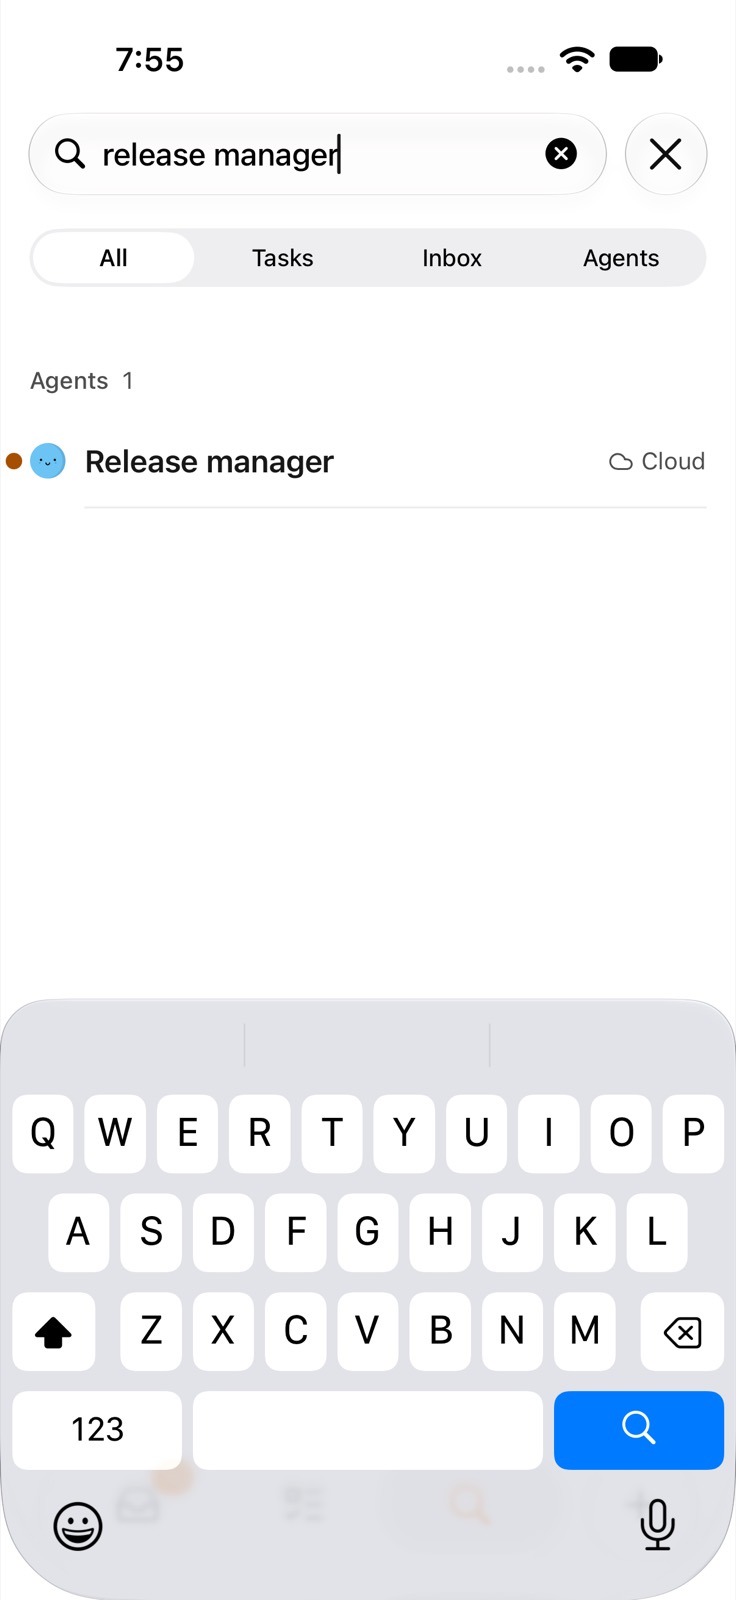 7:55
release manager
All Tasks Inbox Agents
Agents 1
Release manager Cloud
Q W E R T Y U I O P
A S D F G H J K L
Z X C V B N M
123